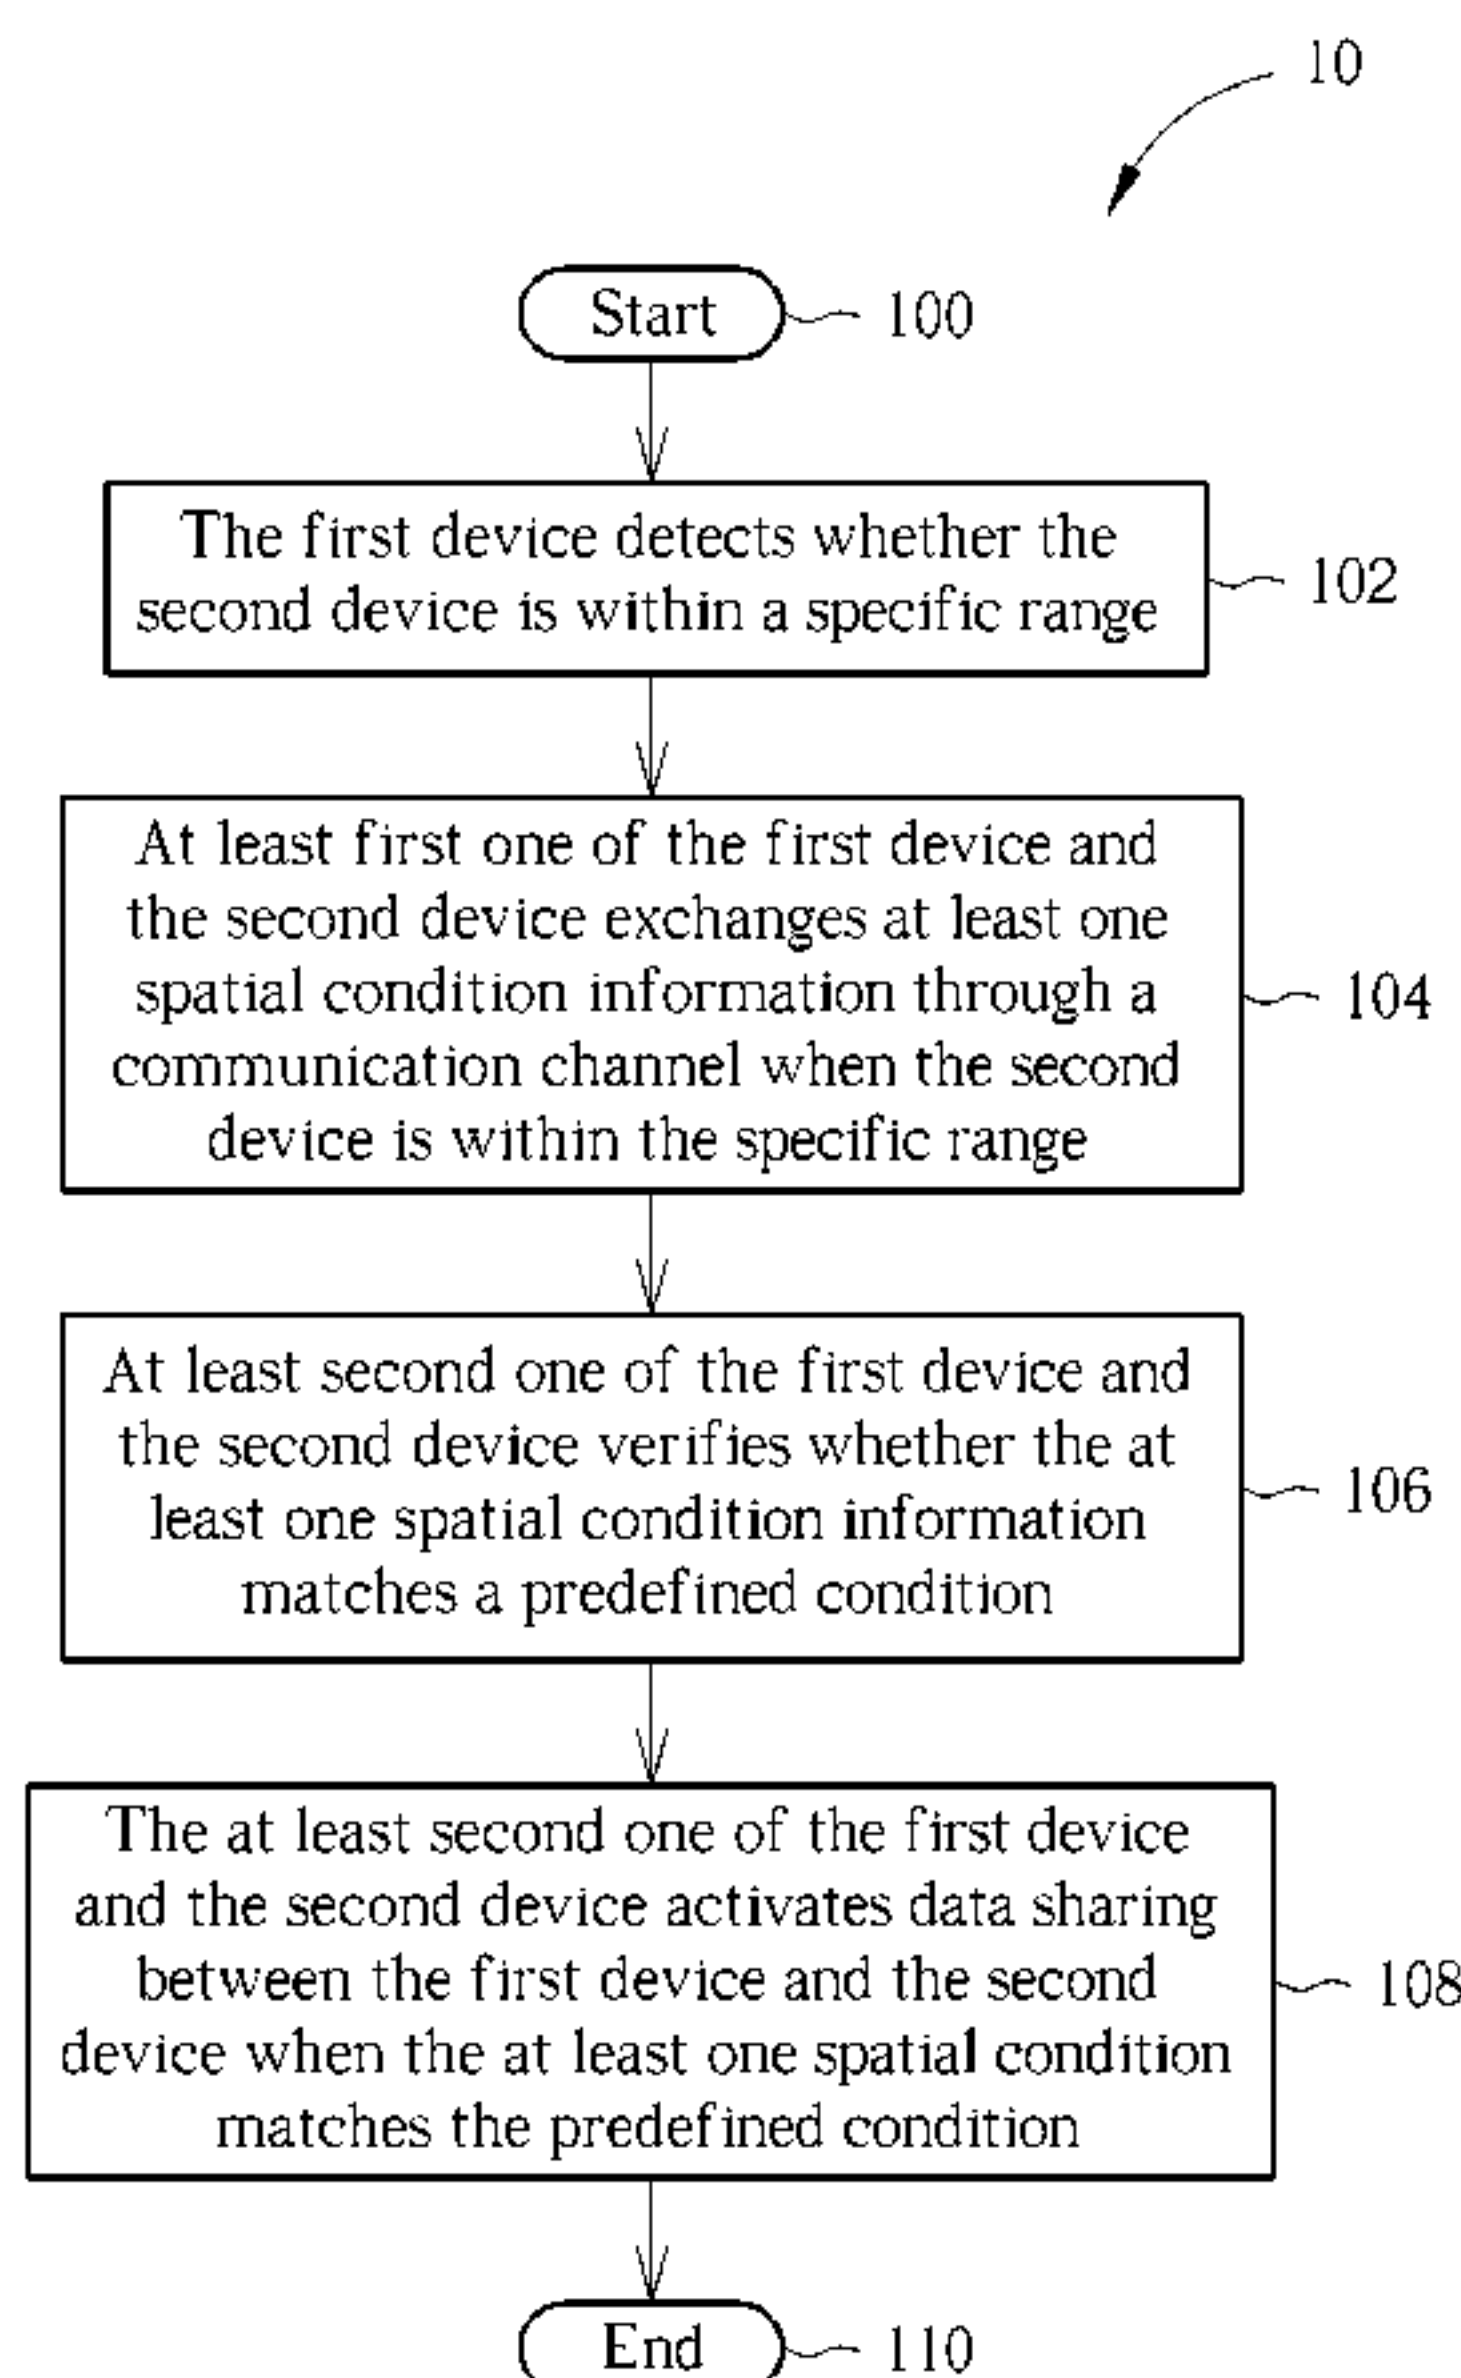 10
Start
100
The first device detects whether the
second device is within a specific range
102
At least first one of the first device and
the second device exchanges at least one
spatial condition information through a
communication channel when the second
device is within the specific range
104
At least second one of the first device and
the second device verifies whether the at
least one spatial condition information
matches a predefined condition
106
The at least second one of the first device
and the second device activates data sharing
between the first device and the second
device when the at least one spatial condition
matches the predefined condition
108
End
110